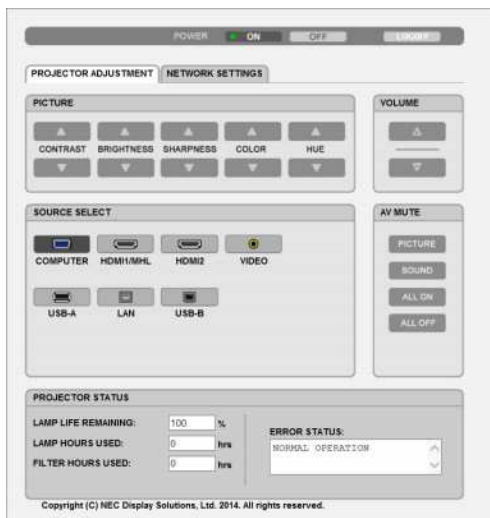 POWER ON OFF LOGOFF
PROJECTOR ADJUSTMENT NETWORK SETTINGS
PICTURE
CONTRAST BRIGHTNESS SHARPNESS COLOR HUE
VOLUME
SOURCE SELECT
COMPUTER HDMI1/MHL HDMI2 VIDEO
USB-A LAN USB-B
AV MUTE
PICTURE
SOUND
ALL ON
ALL OFF
PROJECTOR STATUS
LAMP LIFE REMAINING: 100 %
LAMP HOURS USED: 0 hrs
FILTER HOURS USED: 0 hrs
ERROR STATUS:
NORMAL OPERATION
Copyright (C) NEC Display Solutions, Ltd. 2014. All rights reserved.